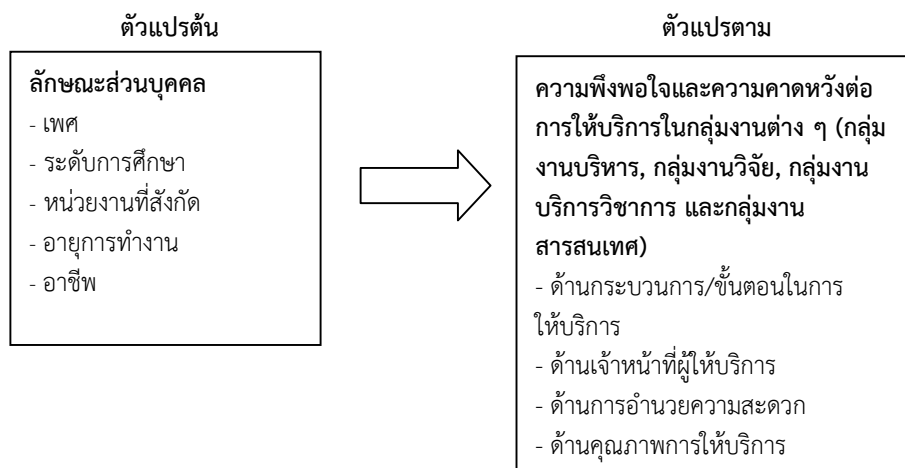 ตัวแปรต้น
ลักษณะส่วนบุคคล
- เพศ
- ระดับการศึกษา
- หน่วยงานที่สังกัด
- อายุการทำงาน
- อาชีพ
ตัวแปรตาม
ความพึงพอใจและความคาดหวังต่อ
การให้บริการในกลุ่มงานต่าง ๆ (กลุ่ม
งานบริหาร, กลุ่มงานวิจัย, กลุ่มงาน
บริการวิชาการ และกลุ่มงาน
สารสนเทศ)
- ด้านกระบวนการ/ขั้นตอนในการ
ให้บริการ
- ด้านเจ้าหน้าที่ผู้ให้บริการ
- ด้านการอำนวยความสะดวก
- ด้านคุณภาพการให้บริการ